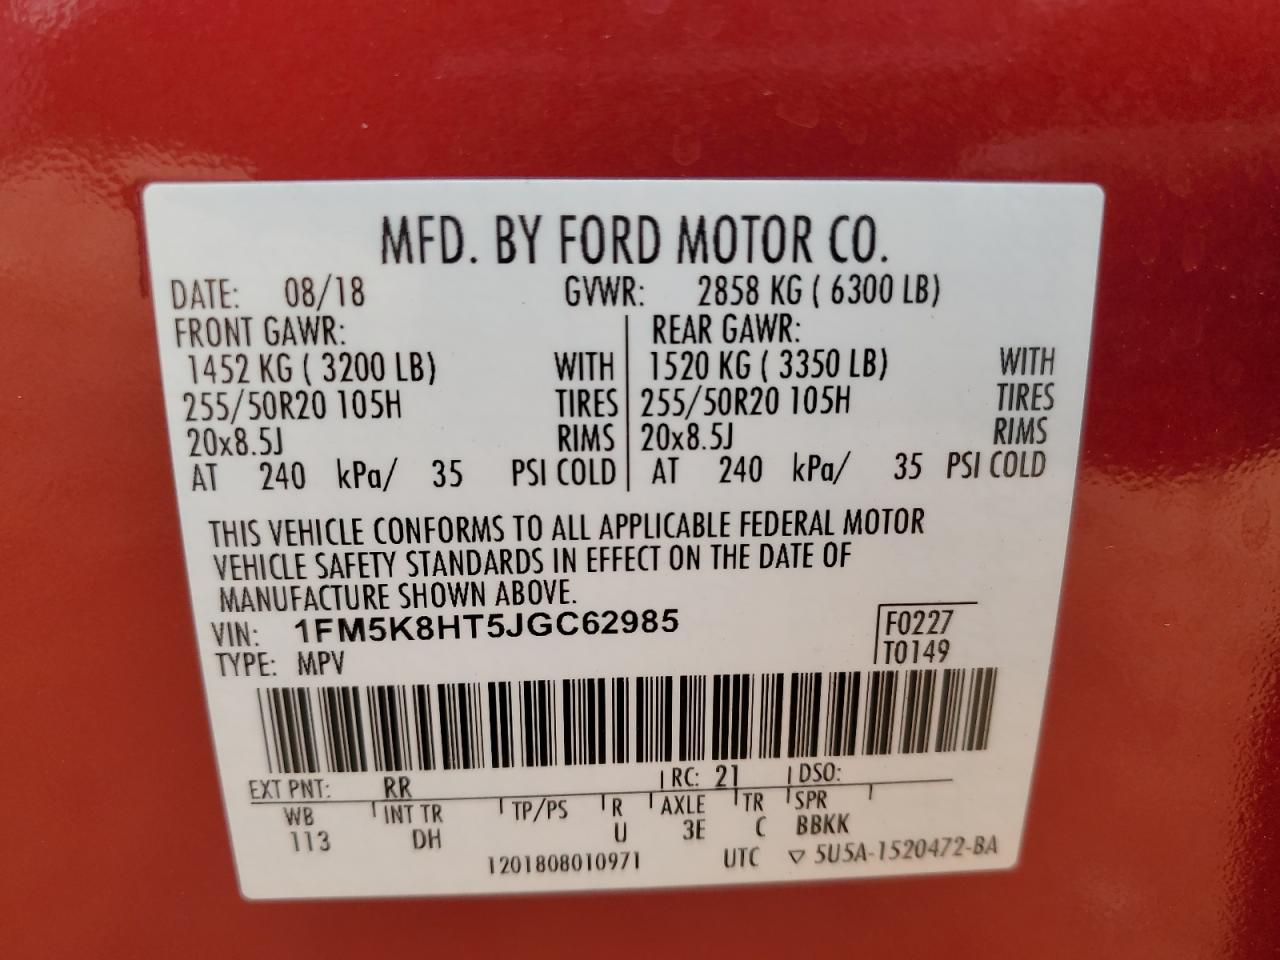 MFD. BY FORD MOTOR CO.
DATE: 08/18 GVWR: 2858 KG ( 6300 LB)
FRONT GAWR: REAR GAWR:
1452 KG ( 3200 LB) WITH 1520 KG ( 3350 LB) WITH
255/50R20 105H TIRES 255/50R20 105H TIRES
20x8.5J RIMS 20x8.5J RIMS
AT 240 kPa/ 35 PSI COLD AT 240 kPa/ 35 PSI COLD
THIS VEHICLE CONFORMS TO ALL APPLICABLE FEDERAL MOTOR
VEHICLE SAFETY STANDARDS IN EFFECT ON THE DATE OF
MANUFACTURE SHOWN ABOVE.
VIN: 1FM5K8HT5JGC62985 F0227
TYPE: MPV T0149
EXT PNT: RR RC: 21 DSO:
WB INT TR TP/PS R AXLE TR SPR
113 DH U 3E C BBKK
1201808010971 UTC ▽ 5U5A-1520472-BA